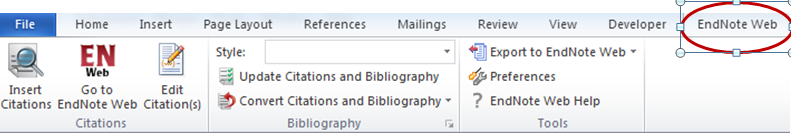 File Home Insert Page Layout References Mailings Review View Developer EndNote Web
Insert Citations
EN Web
Go to EndNote Web
Edit Citation(s)
Citations
Style:
Update Citations and Bibliography
Convert Citations and Bibliography
Bibliography
Export to EndNote Web
Preferences
? EndNote Web Help
Tools